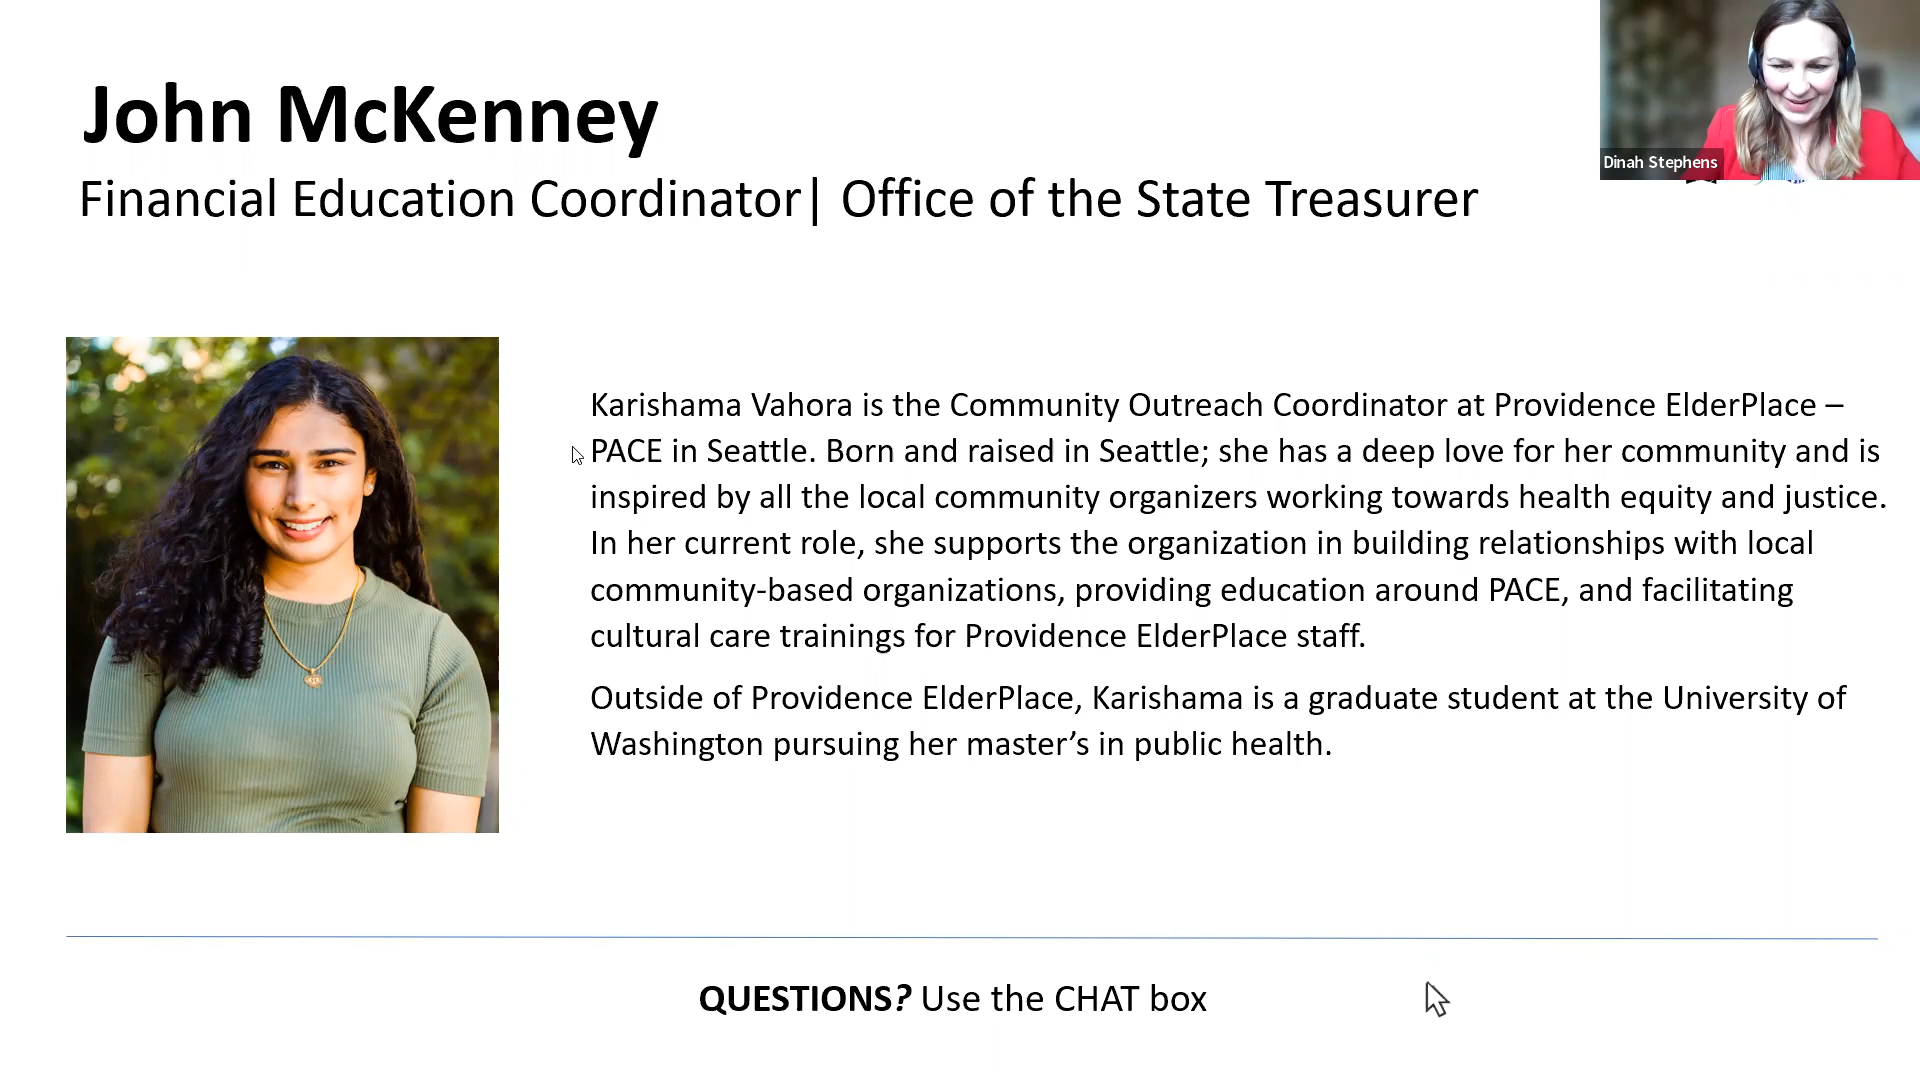 John McKenney
Financial Education Coordinator| Office of the State Treasurer
Dinah Stephens
Karishama Vahora is the Community Outreach Coordinator at Providence ElderPlace –
PACE in Seattle. Born and raised in Seattle; she has a deep love for her community and is
inspired by all the local community organizers working towards health equity and justice.
In her current role, she supports the organization in building relationships with local
community-based organizations, providing education around PACE, and facilitating
cultural care trainings for Providence ElderPlace staff.
Outside of Providence ElderPlace, Karishama is a graduate student at the University of
Washington pursuing her master’s in public health.
QUESTIONS? Use the CHAT box